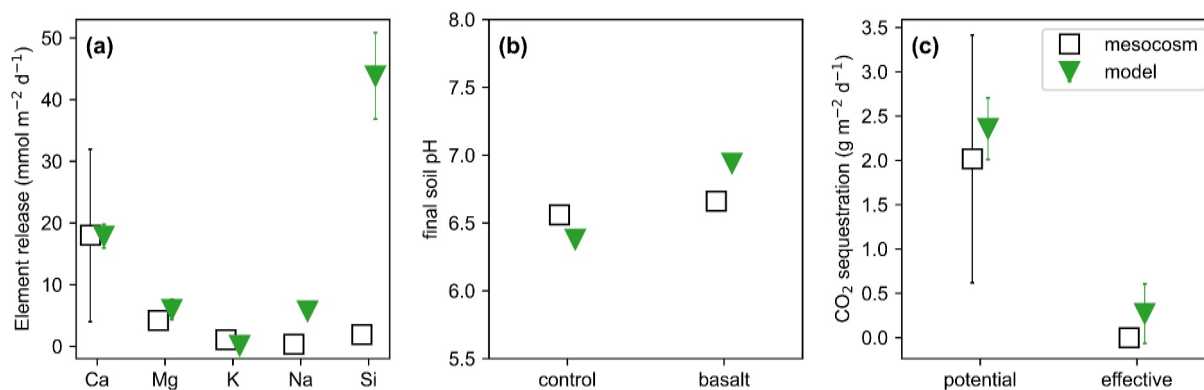 (a)
Element release (mmol m⁻² d⁻¹)
50
40
30
20
10
0
Ca Mg K Na Si
(b)
final soil pH
8.0
7.5
7.0
6.5
6.0
5.5
control basalt
(c)
CO₂ sequestration (g m⁻² d⁻¹)
3.5
3.0
2.5
2.0
1.5
1.0
0.5
0.0
potential effective
mesocosm
model